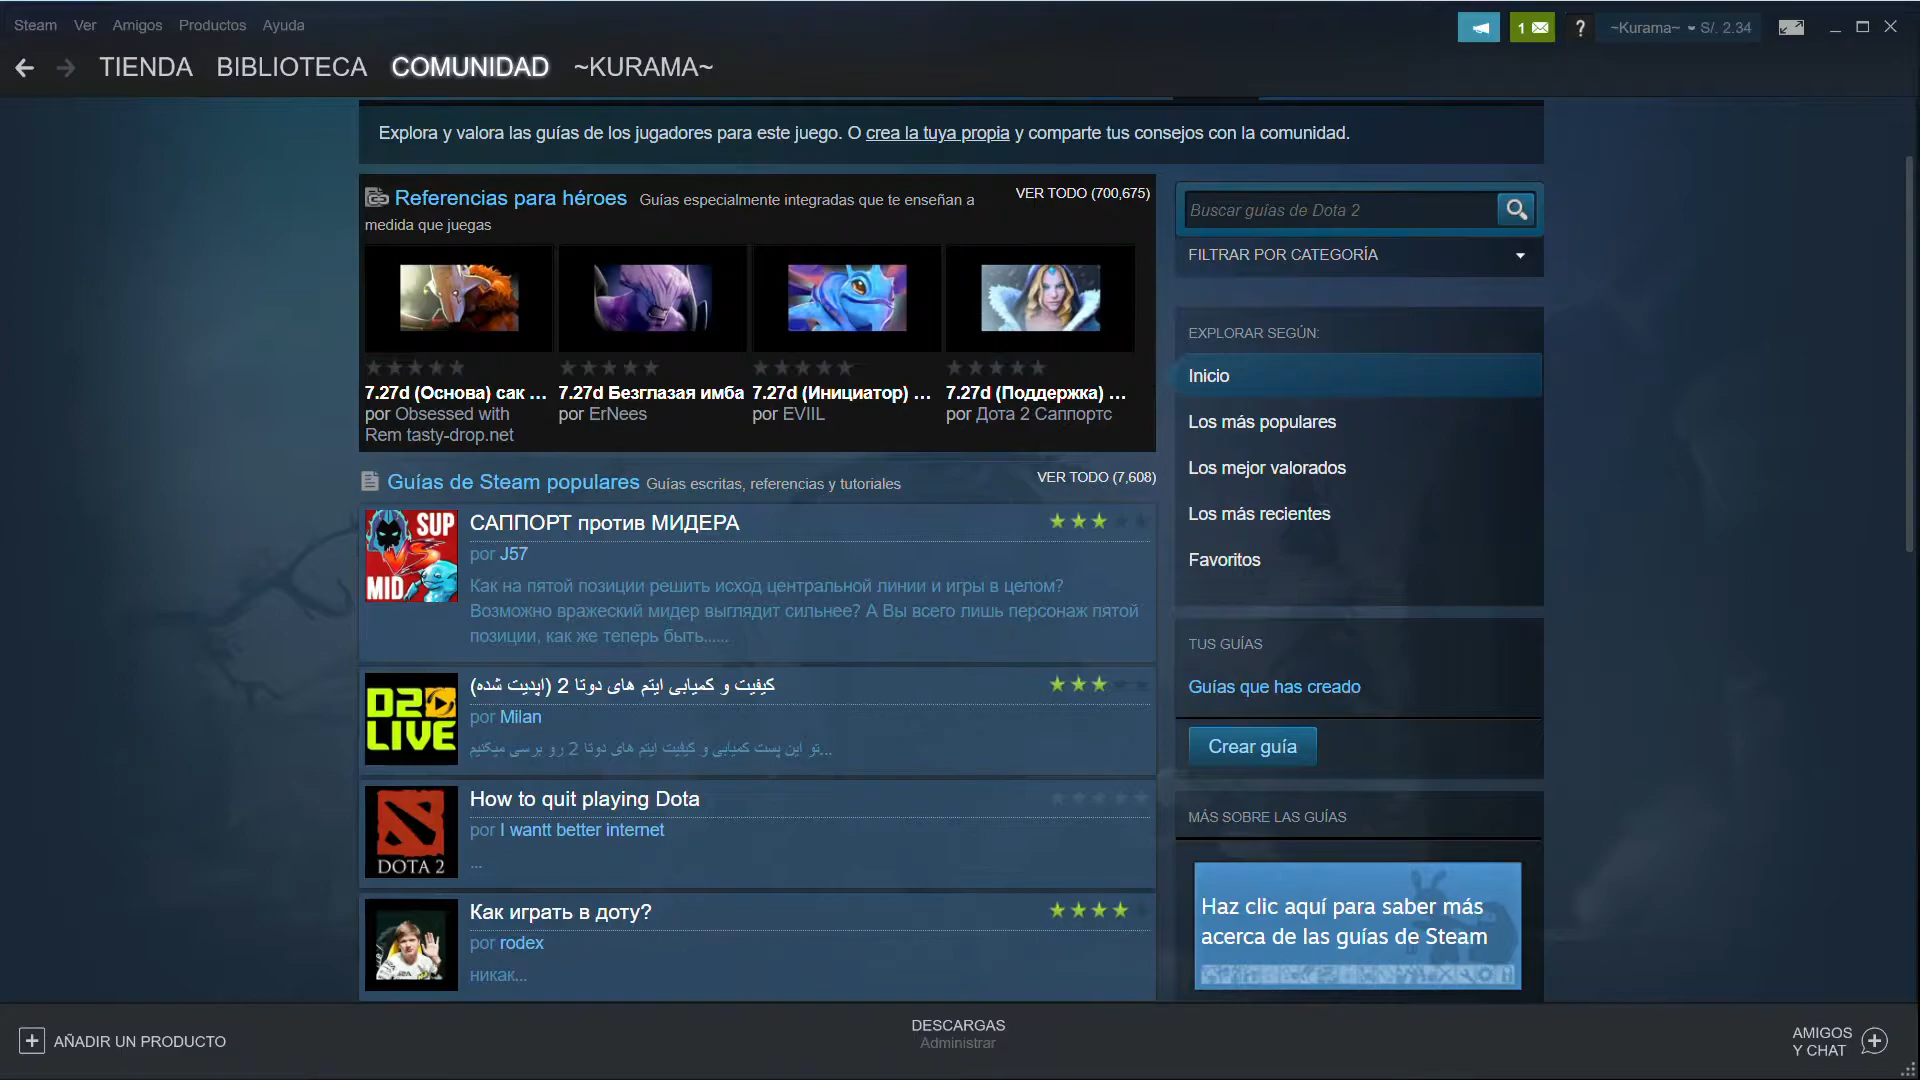 Steam Ver Amigos Productos Ayuda
1 ? ~Kurama~ S/. 2.34
TIENDA BIBLIOTECA COMUNIDAD ~KURAMA~
Explora y valora las guías de los jugadores para este juego. O crea la tuya propia y comparte tus consejos con la comunidad.
Referencias para héroes Guías especialmente integradas que te enseñan a
medida que juegas
VER TODO (700,675)
7.27d (Основа) сак ...
por Obsessed with
Rem tasty-drop.net
7.27d Безглазая имба
por ErNees
7.27d (Инициатор) ...
por EVIIL
7.27d (Поддержка) ...
por Дота 2 Саппортс
Guías de Steam populares Guías escritas, referencias y tutoriales
VER TODO (7,608)
SUP
MID
САППОРТ против МИДЕРА
por J57
Как на пятой позиции решить исход центральной линии и игры в целом?
Возможно вражеский мидер выглядит сильнее? А Вы всего лишь персонаж пятой
позиции, как же теперь быть......
D2
LIVE
کیفیت و کمیابی ایتم های دوتا 2 (اپدیت شده)
por Milan
تو این پست کمیابی و کیفیت ایتم های دوتا 2 رو برسی میکنیم...
DOTA 2
How to quit playing Dota
por I wantt better internet
...
Как играть в доту?
por rodex
никак...
Buscar guías de Dota 2
FILTRAR POR CATEGORÍA
EXPLORAR SEGÚN:
Inicio
Los más populares
Los mejor valorados
Los más recientes
Favoritos
TUS GUÍAS
Guías que has creado
Crear guía
MÁS SOBRE LAS GUÍAS
Haz clic aquí para saber más
acerca de las guías de Steam
AÑADIR UN PRODUCTO
DESCARGAS
Administrar
AMIGOS
Y CHAT